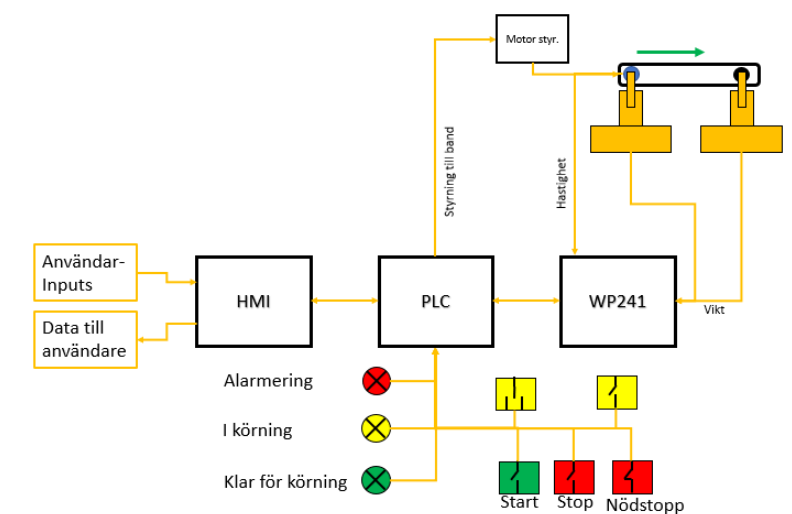 Motor styr.
Styrning till band
Hastighet
Användar-
Inputs
Data till
användare
HMI
PLC
WP241
Vikt
Alarmering
I körning
Klar för körning
Start
Stop
Nödstopp